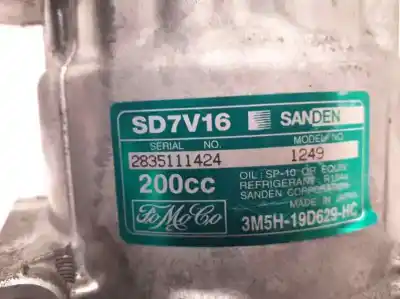 SD7V16 SANDEN
SERIAL NO. MODEL NO
2835111424 1249
200cc OIL: SP-10 OR EQUIV
REFRIGERANT: R134a
SANDEN CORPORATION
MADE IN JAPAN
FoMoCo 3M5H-19D629-HC